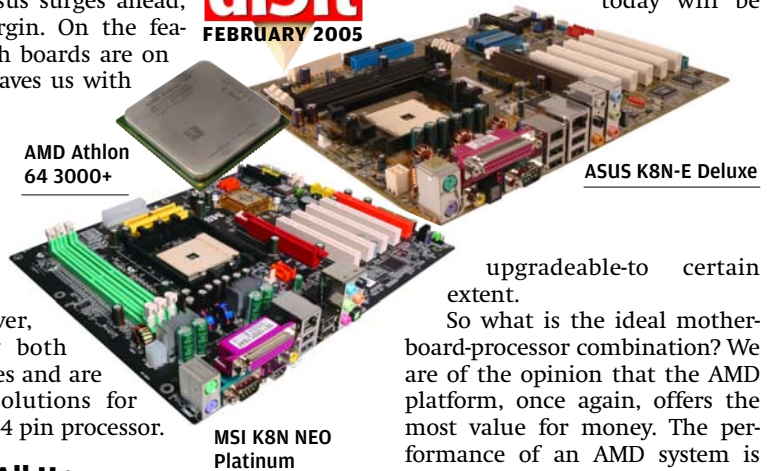 sus surges ahead,
rgin. On the fea-
h boards are on
aves us with
digit
FEBRUARY 2005
today will be
AMD Athlon
64 3000+
ASUS K8N-E Deluxe
ver,
both
es and are
olutions for
4 pin processor.
MSI K8N NEO
Platinum
upgradeable-to certain
extent.
So what is the ideal mother-
board-processor combination? We
are of the opinion that the AMD
platform, once again, offers the
most value for money. The per-
formance of an AMD system is